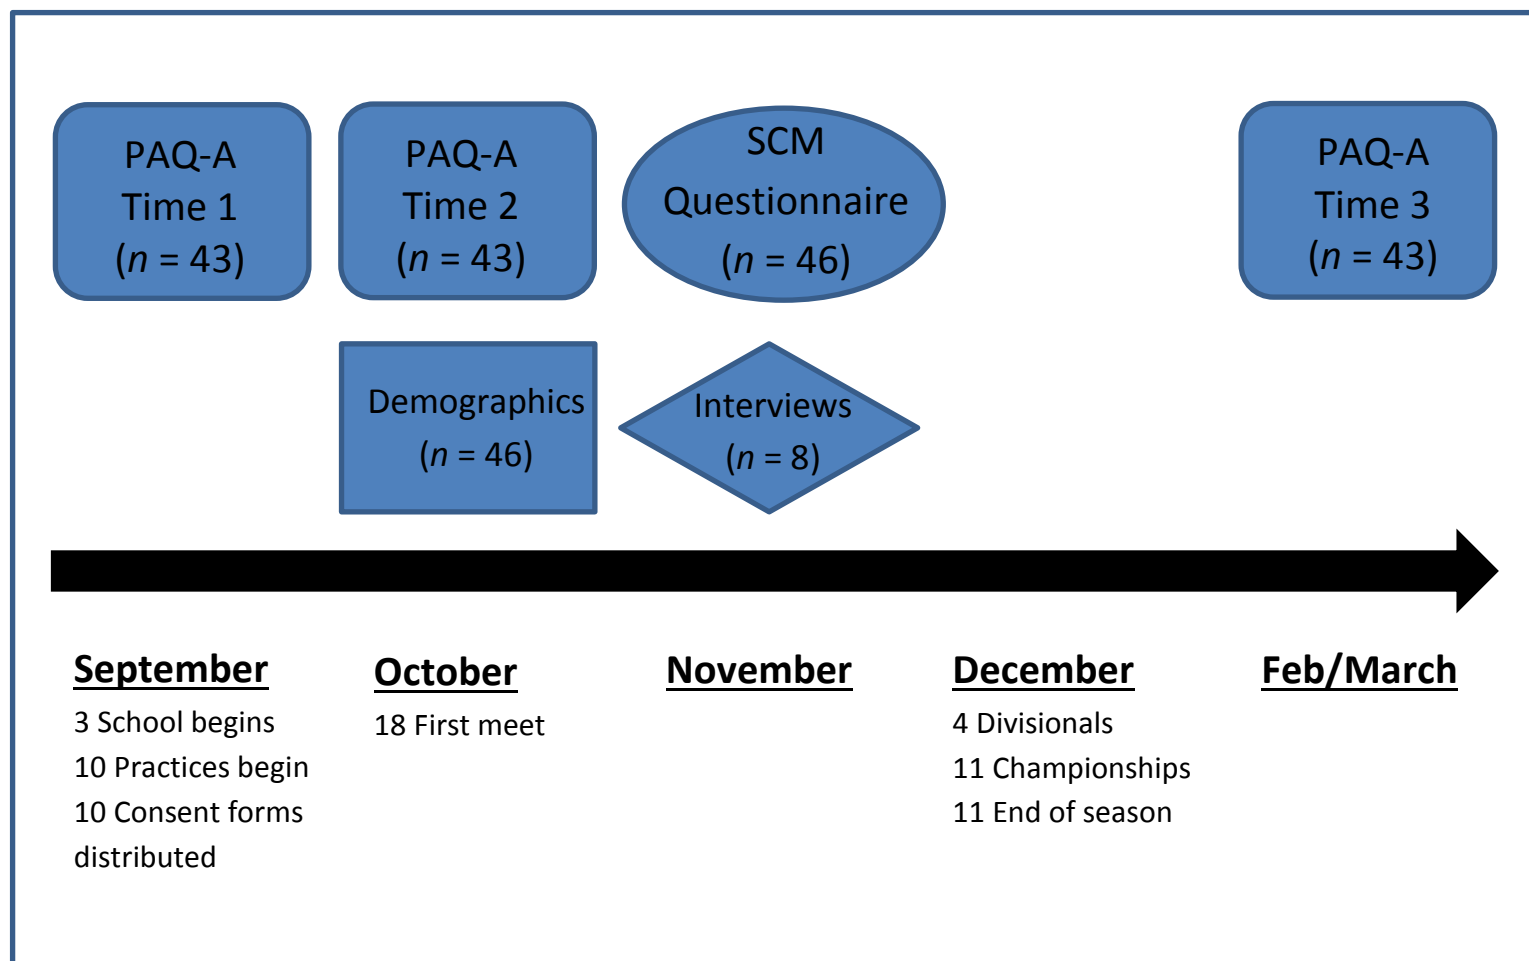 PAQ-A
Time 1
(n = 43)
PAQ-A
Time 2
(n = 43)
SCM
Questionnaire
(n = 46)
PAQ-A
Time 3
(n = 43)
Demographics
(n = 46)
Interviews
(n = 8)
September
3 School begins
10 Practices begin
10 Consent forms
distributed
October
18 First meet
November
December
4 Divisionals
11 Championships
11 End of season
Feb/March